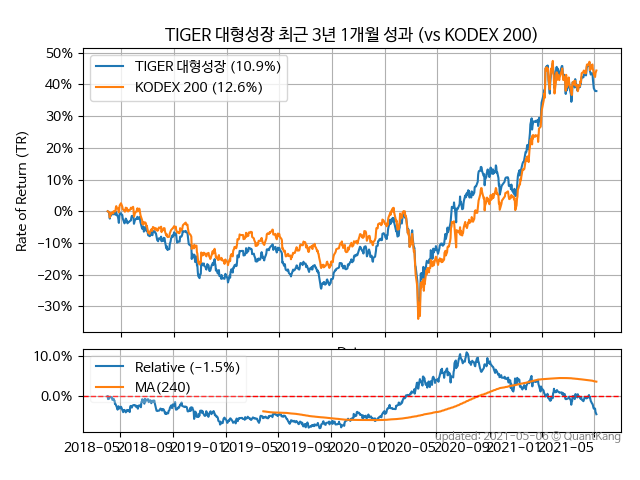 TIGER 대형성장 최근 3년 1개월 성과 (vs KODEX 200)
Rate of Return (TR)
50%
40%
30%
20%
10%
0%
−10%
−20%
−30%
TIGER 대형성장 (10.9%)
KODEX 200 (12.6%)
10.0%
0.0%
Relative (−1.5%)
MA(240)
updated: 2021-05-06 © QuantKang
2018-05 2018-09 2019-01 2019-05 2019-09 2020-01 2020-05 2020-09 2021-01 2021-05